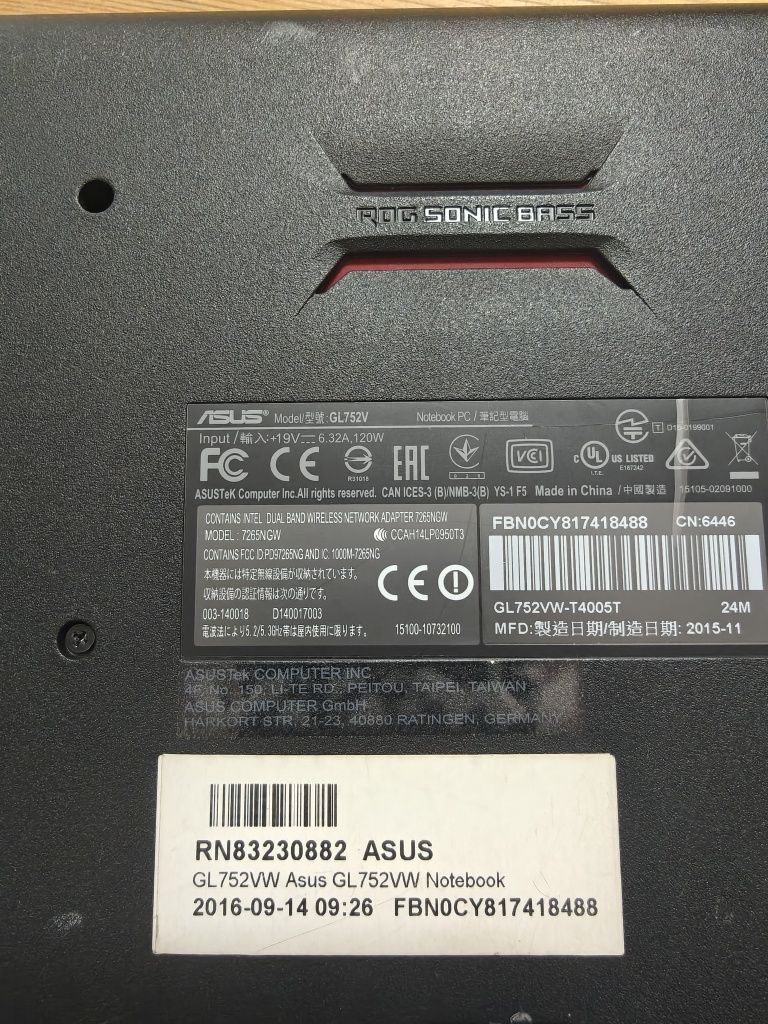 ROG SONIC BASS
ASUS® Model/型號: GL752V Notebook PC / 筆記型電腦
Input / 輸入: +19V 6.32A, 120W
T D15-0199001
FC CE R31018 EAC 026 VCI C UL US LISTED
I.T.E. E187242
ASUSTeK Computer Inc.All rights reserved. CAN ICES-3 (B)/NMB-3(B) YS-1 F5 Made in China / 中國製造 15105-02091000
CONTAINS INTEL DUAL BAND WIRELESS NETWORK ADAPTER 7265NGW
MODEL : 7265NGW CCAH14LP0950T3
CONTAINS FCC ID:PD97265NG AND IC: 1000M-7265NG
本機器には特定無線設備が収納されています。
収納設備の認証情報は次の通りです。
CE
003-140018 D140017003
電波法により5.2/5.3GHz帯は屋内使用に限ります。 15100-10732100
FBN0CY817418488 CN:6446
GL752VW-T4005T 24M
MFD:製造日期/制造日期: 2015-11
ASUSTek COMPUTER INC
4F, No. 150, LI-TE RD., PEITOU, TAIPEI, TAIWAN
ASUS COMPUTER GmbH
HARKORT STR, 21-23, 40880 RATINGEN, GERMANY
RN83230882 ASUS
GL752VW Asus GL752VW Notebook
2016-09-14 09:26 FBN0CY817418488